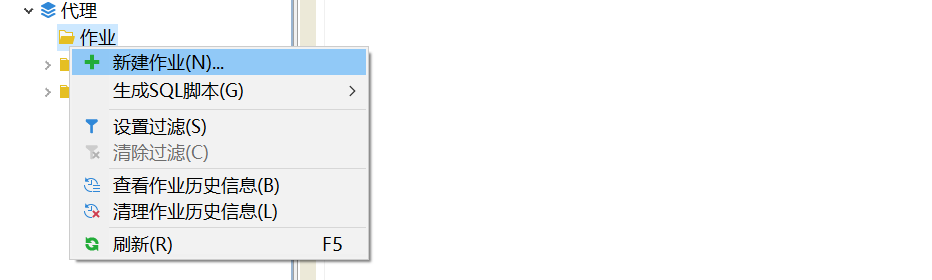 代理
作业
新建作业(N)...
生成SQL脚本(G)
设置过滤(S)
清除过滤(C)
查看作业历史信息(B)
清理作业历史信息(L)
刷新(R) F5